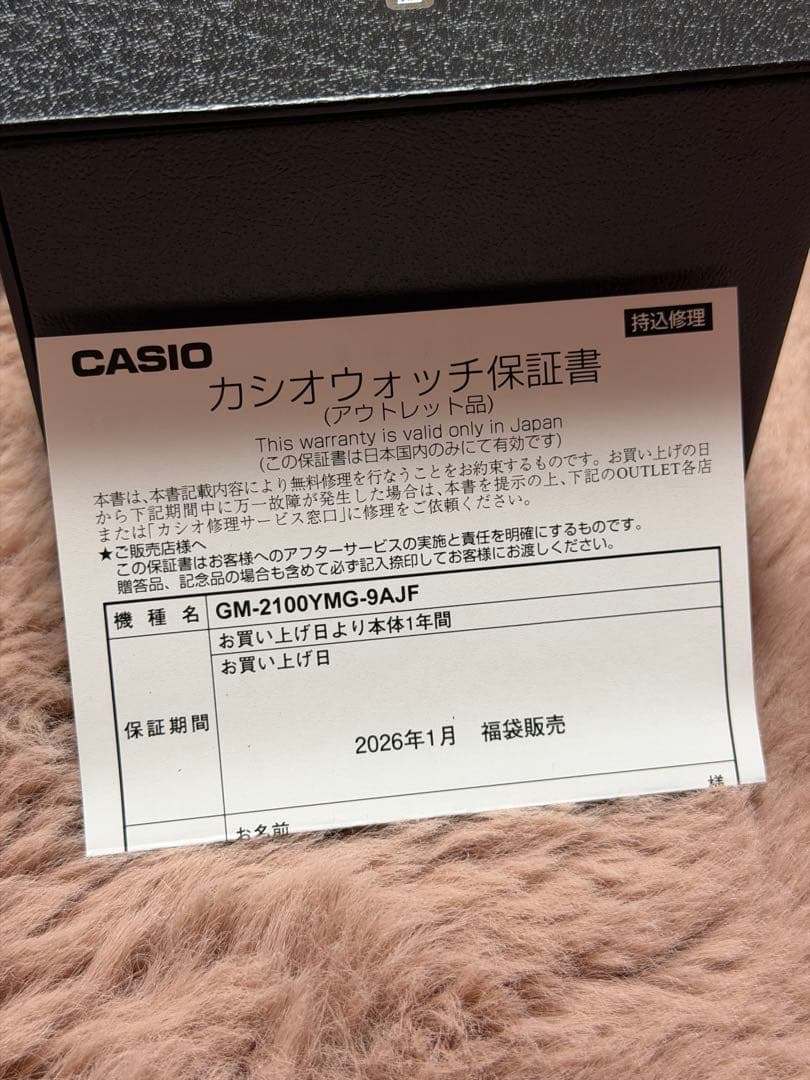 CASIO
持込修理
カシオウォッチ保証書
(アウトレット品)
This warranty is valid only in Japan
(この保証書は日本国内のみにて有効です)
本書は、本書記載内容により無料修理を行なうことをお約束するものです。お買い上げの日
から下記期間中に万一故障が発生した場合は、本書を提示の上、下記のOUTLET各店
または「カシオ修理サービス窓口」に修理をご依頼ください。
★ご販売店様へ
この保証書はお客様へのアフターサービスの実施と責任を明確にするものです。
贈答品、記念品の場合も含めて必ず記入捺印してお客様にお渡しください。
機種名 GM-2100YMG-9AJF
お買い上げ日より本体1年間
お買い上げ日
保証期間
2026年1月 福袋販売
様
お名前